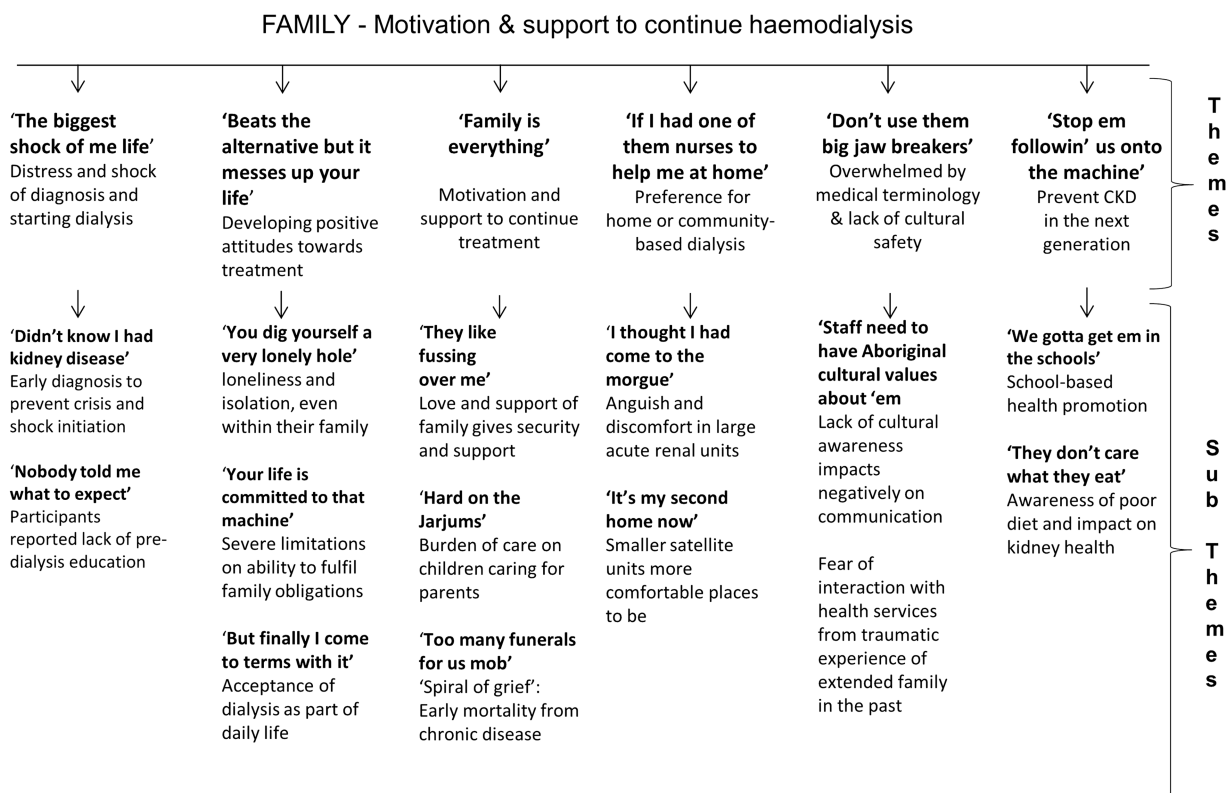 FAMILY - Motivation & support to continue haemodialysis
‘The biggest
shock of me life’
Distress and shock
of diagnosis and
starting dialysis
‘Beats the
alternative but it
messes up your
life’
Developing positive
attitudes towards
treatment
‘Family is
everything’
Motivation and
support to continue
treatment
‘If I had one of
them nurses to
help me at home’
Preference for
home or community-
based dialysis
‘Don’t use them
big jaw breakers’
Overwhelmed by
medical terminology
& lack of cultural
safety
‘Stop em
followin’ us onto
the machine’
Prevent CKD
in the next
generation
Themes
‘Didn’t know I had
kidney disease’
Early diagnosis to
prevent crisis and
shock initiation
‘Nobody told me
what to expect’
Participants
reported lack of pre-
dialysis education
‘You dig yourself a
very lonely hole’
loneliness and
isolation, even
within their family
‘Your life is
committed to that
machine’
Severe limitations
on ability to fulfil
family obligations
‘But finally I come
to terms with it’
Acceptance of
dialysis as part of
daily life
‘They like
fussing
over me’
Love and support of
family gives security
and support
‘Hard on the
Jarjums’
Burden of care on
children caring for
parents
‘Too many funerals
for us mob’
‘Spiral of grief’:
Early mortality from
chronic disease
‘I thought I had
come to the
morgue’
Anguish and
discomfort in large
acute renal units
‘It’s my second
home now’
Smaller satellite
units more
comfortable places
to be
‘Staff need to
have Aboriginal
cultural values
about ‘em
Lack of cultural
awareness
impacts
negatively on
communication
Fear of
interaction with
health services
from traumatic
experience of
extended family
in the past
‘We gotta get em in
the schools’
School-based
health promotion
‘They don’t care
what they eat’
Awareness of poor
diet and impact on
kidney health
Sub Themes